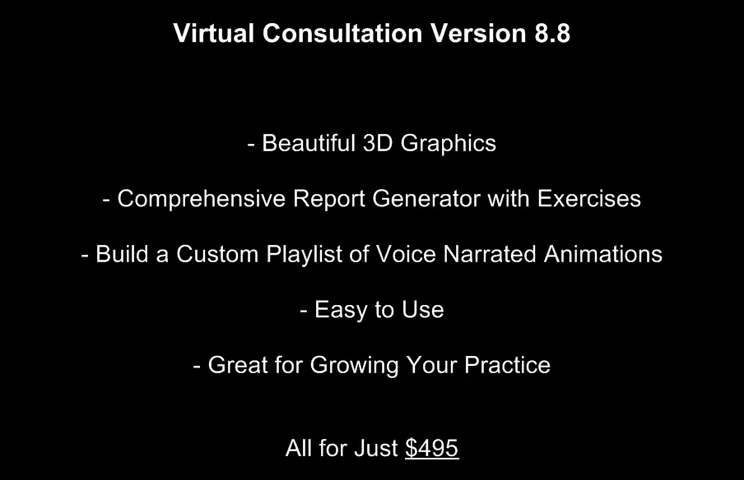 Virtual Consultation Version 8.8
- Beautiful 3D Graphics
- Comprehensive Report Generator with Exercises
- Build a Custom Playlist of Voice Narrated Animations
- Easy to Use
- Great for Growing Your Practice
All for Just $495